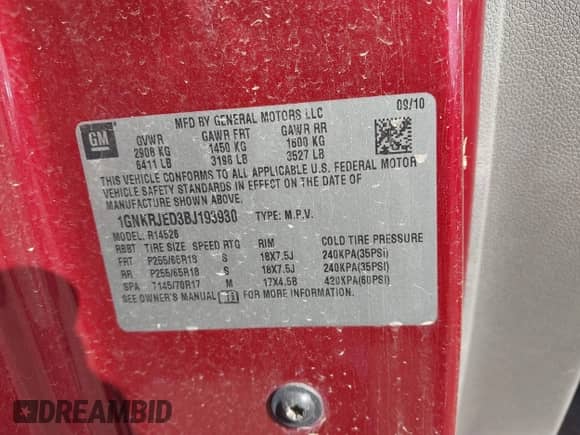 MFD BY GENERAL MOTORS LLC 09/10
GM
GVWR GAWR FRT GAWR RR
2908 KG 1450 KG 1600 KG
6411 LB 3196 LB 3527 LB
THIS VEHICLE CONFORMS TO ALL APPLICABLE U.S. FEDERAL MOTOR
VEHICLE SAFETY STANDARDS IN EFFECT ON THE DATE OF
MANUFACTURE SHOWN ABOVE.
1GNKRJED3BJ193930 TYPE: M.P.V.
MODEL: R14526
RBBT TIRE SIZE SPEED RTG RIM COLD TIRE PRESSURE
FRT P255/65R18 S 18X7.5J 240KPA(35PSI)
RR P255/65R18 S 18X7.5J 240KPA(35PSI)
SPA T145/70R17 M 17X4.5B 420KPA(60PSI)
SEE OWNER'S MANUAL FOR MORE INFORMATION.
DREAMBID